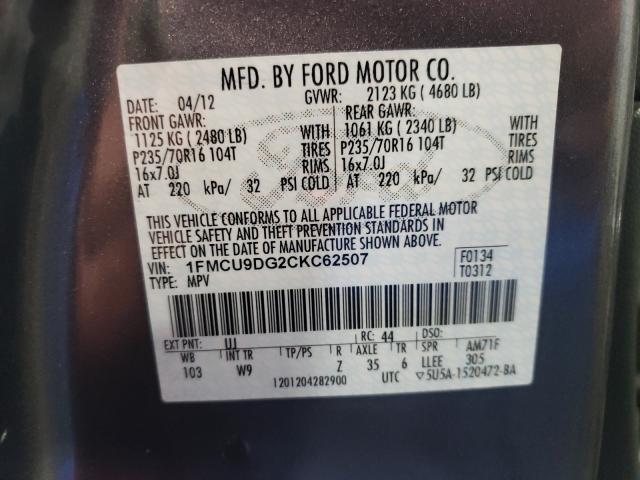 MFD. BY FORD MOTOR CO.
DATE: 04/12 GVWR: 2123 KG ( 4680 LB)
FRONT GAWR: REAR GAWR:
1125 KG ( 2480 LB) WITH 1061 KG ( 2340 LB) WITH
P235/70R16 104T TIRES P235/70R16 104T TIRES
16x7.0J RIMS 16x7.0J RIMS
AT 220 kPa/ 32 PSI COLD AT 220 kPa/ 32 PSI COLD
THIS VEHICLE CONFORMS TO ALL APPLICABLE FEDERAL MOTOR
VEHICLE SAFETY AND THEFT PREVENTION STANDARDS IN
EFFECT ON THE DATE OF MANUFACTURE SHOWN ABOVE.
VIN: 1FMCU9DG2CKC62507 F0134
TYPE: MPV T0312
EXT PNT: UJ RC: 44 DSO:
WB INT TR TP/PS R AXLE TR SPR AM71F
103 W9 Z 35 6 LLEE 305
1201204282900 UTC ▽5U5A-1520472-BA
Ford